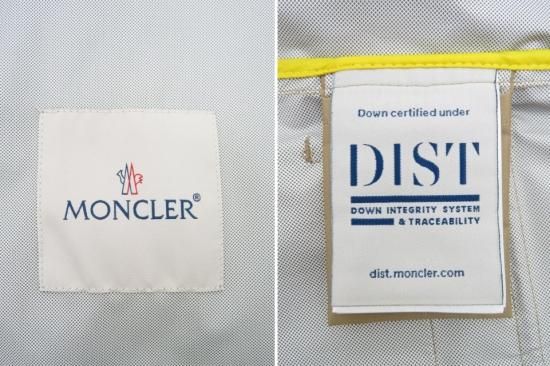 MONCLER®
Down certified under
DIST
DOWN INTEGRITY SYSTEM
& TRACEABILITY
dist.moncler.com